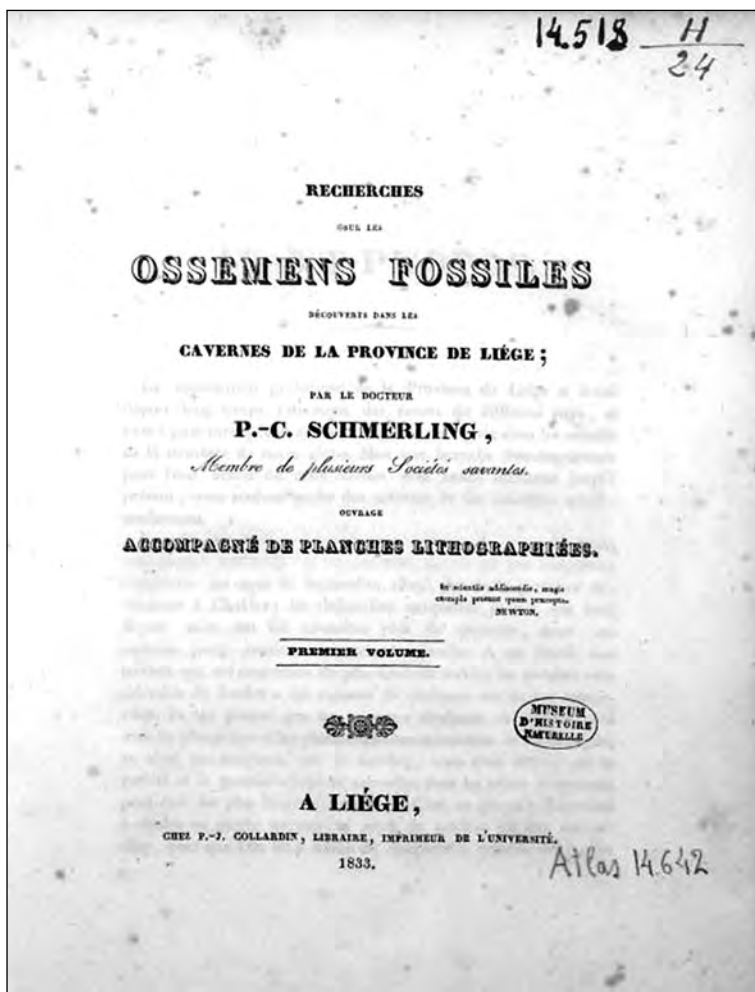 14.518 H
24
RECHERCHES
LES
OSSEMENS FOSSILES
DÉCOUVERTS DANS LES
CAVERNES DE LA PROVINCE DE LIÉGE ;
PAR LE DOCTEUR
P.-C. SCHMERLING,
Membre de plusieurs Sociétés savantes.
OUVRAGE
ACCOMPAGNÉ DE PLANCHES LITHOGRAPHIÉES.
In scientiis addiscendis, magis
exempla prosunt quam præcepta.
NEWTON.
PREMIER VOLUME.
MUSEUM
D'HISTOIRE
NATURELLE
A LIÉGE,
CHEZ P.-J. COLLARDIN, LIBRAIRE, IMPRIMEUR DE L'UNIVERSITÉ.
1833.
Atlas 14.642